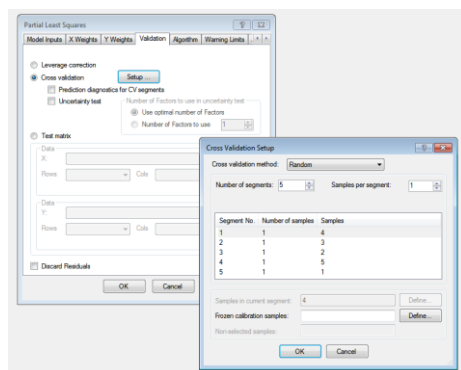 Partial Least Squares
Model Inputs X Weights Y Weights Validation Algorithm Warning Limits
Leverage correction
Cross validation Setup ...
Prediction diagnostics for CV segments
Uncertainty test
Number of Factors to use in uncertainty test
Use optimal number of Factors
Number of Factors to use 1
Test matrix
Data
X:
Rows Cols
Data
Y:
Rows Cols
Discard Residuals
OK Cancel
Cross Validation Setup
Cross validation method: Random
Number of segments: 5 Samples per segment: 1
Segment No. Number of samples Samples
1 1 4
2 1 3
3 1 2
4 1 5
5 1 1
Samples in current segment: 4 Define...
Frozen calibration samples: Define...
Non-selected samples:
OK Cancel